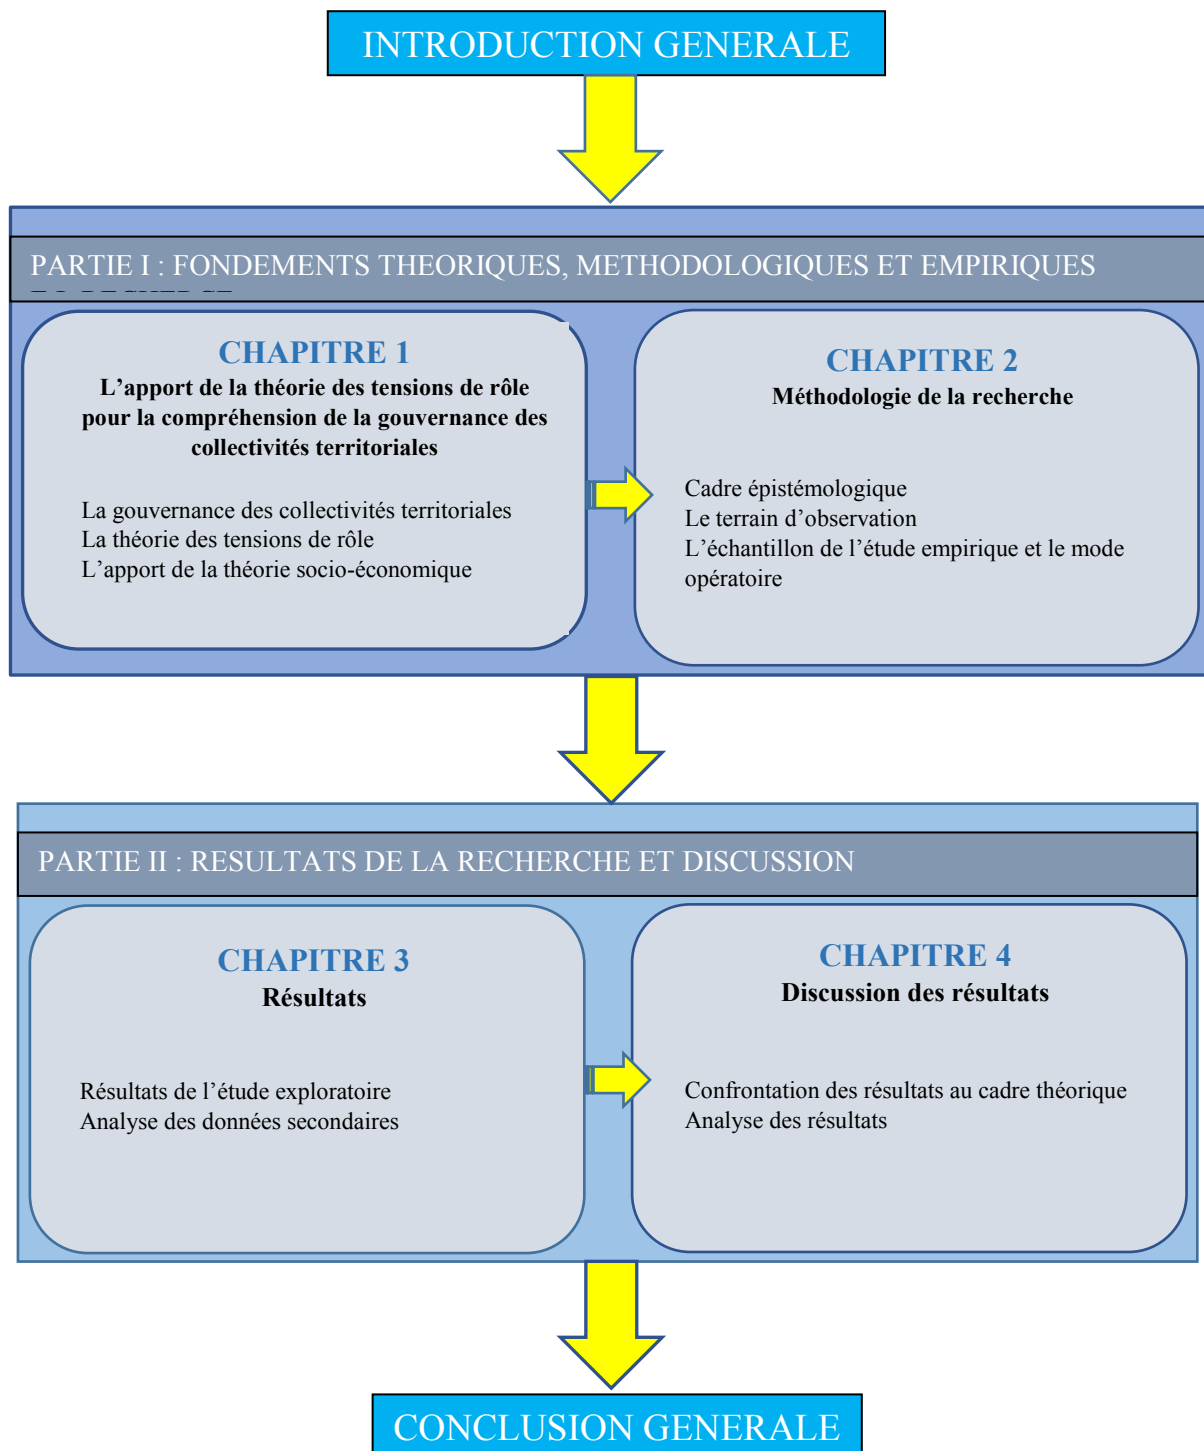 INTRODUCTION GENERALE
PARTIE I : FONDEMENTS THEORIQUES, METHODOLOGIQUES ET EMPIRIQUES
CHAPITRE 1
L’apport de la théorie des tensions de rôle
pour la compréhension de la gouvernance des
collectivités territoriales
La gouvernance des collectivités territoriales
La théorie des tensions de rôle
L’apport de la théorie socio-économique
CHAPITRE 2
Méthodologie de la recherche
Cadre épistémologique
Le terrain d’observation
L’échantillon de l’étude empirique et le mode
opératoire
PARTIE II : RESULTATS DE LA RECHERCHE ET DISCUSSION
CHAPITRE 3
Résultats
Résultats de l’étude exploratoire
Analyse des données secondaires
CHAPITRE 4
Discussion des résultats
Confrontation des résultats au cadre théorique
Analyse des résultats
CONCLUSION GENERALE